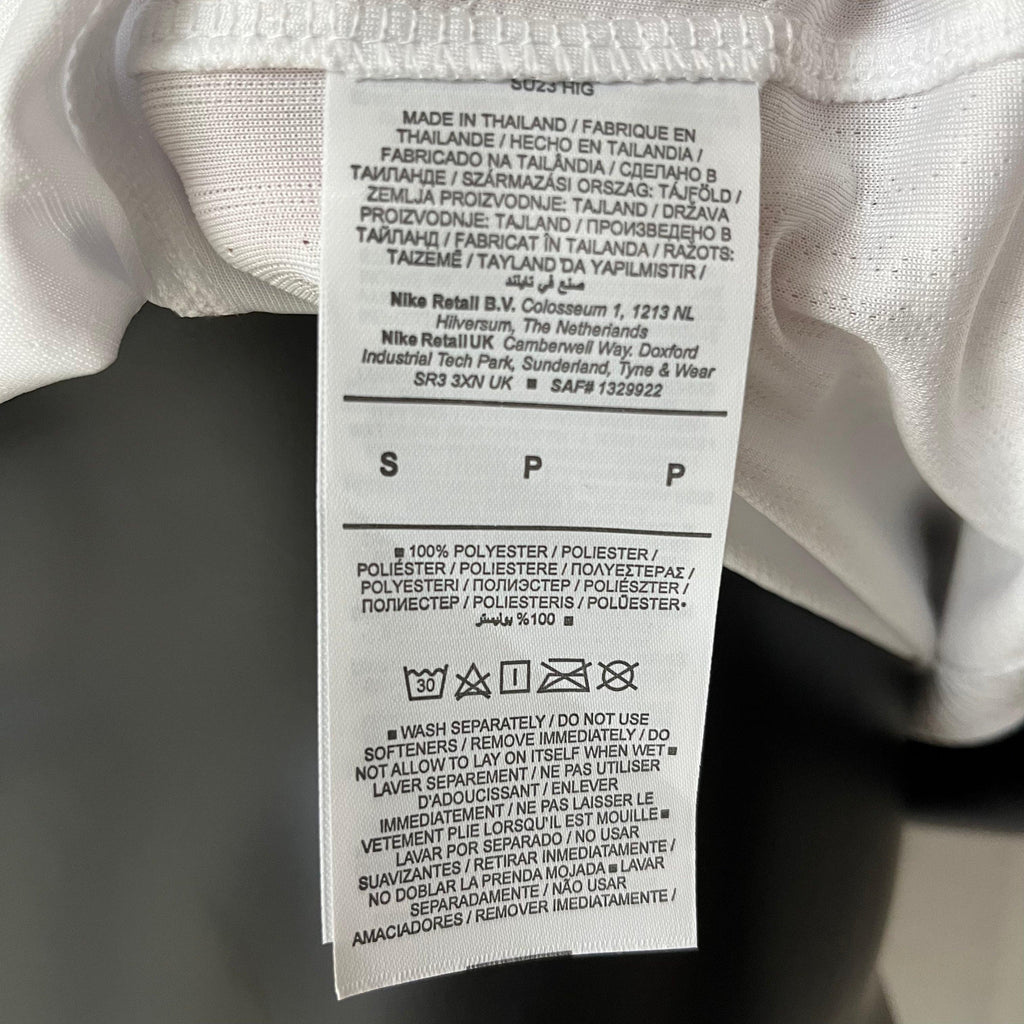 SU23 HIG
MADE IN THAILAND / FABRIQUE EN
THAILANDE / HECHO EN TAILANDIA /
FABRICADO NA TAILÂNDIA / СДЕЛАНО В
ТАИЛАНДЕ / SZÁRMAZÁSI ORSZAG: TÁJFÖLD /
ZEMLJA PROIZVODNJE: TAJLAND / DRŽAVA
PROIZVODNJE: TAJLAND / ПРОИЗВЕДЕНО В
ТАЙЛАНД / FABRICAT ÎN TAILANDA / RAŽOTS:
TAIZEMĒ / TAYLAND'DA YAPILMISTIR /
صنع في تايلاند
Nike Retail B.V. Colosseum 1, 1213 NL
Hilversum, The Netherlands
Nike Retail UK Camberwell Way, Doxford
Industrial Tech Park, Sunderland, Tyne & Wear
SR3 3XN UK ■ SAF# 1329922
S P P
■ 100% POLYESTER / POLIESTER /
POLIÉSTER / POLIESTERE / ΠΟΛΥΕΣΤΕΡΑΣ /
POLYESTERI / ПОЛИЭСТЕР / POLIÉSZTER /
ПОЛИЕСТЕР / POLIESTERIS / POLÜESTER•
%100 بوليستر ■
30
■ WASH SEPARATELY / DO NOT USE
SOFTENERS / REMOVE IMMEDIATELY / DO
NOT ALLOW TO LAY ON ITSELF WHEN WET ■
LAVER SEPAREMENT / NE PAS UTILISER
D'ADOUCISSANT / ENLEVER
IMMEDIATEMENT / NE PAS LAISSER LE
VETEMENT PLIE LORSQU'IL EST MOUILLE ■
LAVAR POR SEPARADO / NO USAR
SUAVIZANTES / RETIRAR INMEDIATAMENTE /
NO DOBLAR LA PRENDA MOJADA ■ LAVAR
SEPARADAMENTE / NÃO USAR
AMACIADORES / REMOVER IMEDIATAMENTE /